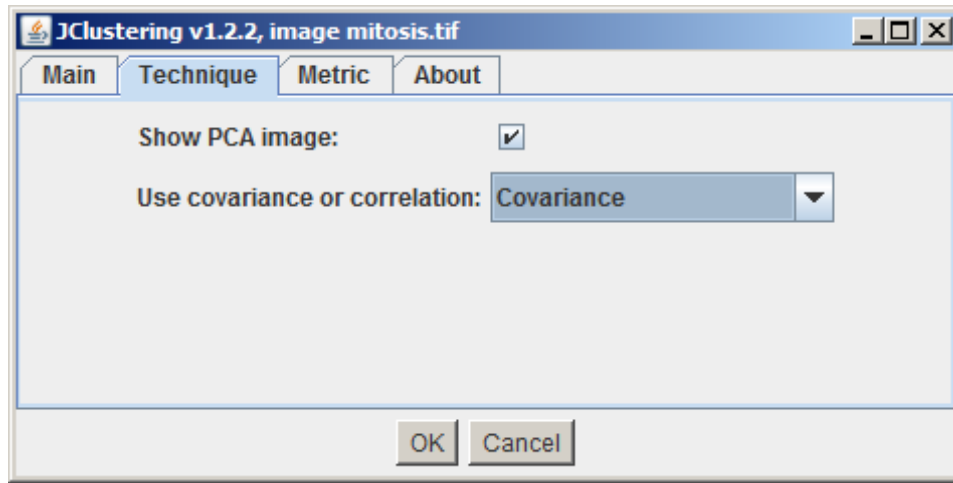 JClustering v1.2.2, image mitosis.tif
Main Technique Metric About
Show PCA image:
Use covariance or correlation: Covariance
OK Cancel